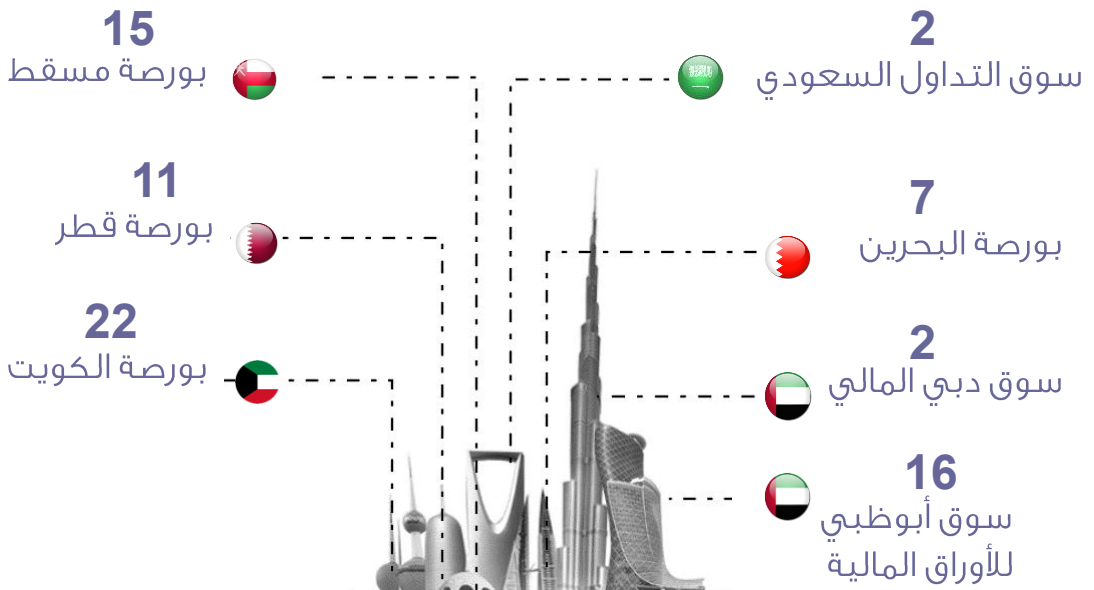 2
سوق التداول السعودي
7
بورصة البحرين
2
سوق دبي المالي
16
سوق أبوظبي
للأوراق المالية
15
بورصة مسقط
11
بورصة قطر
22
بورصة الكويت